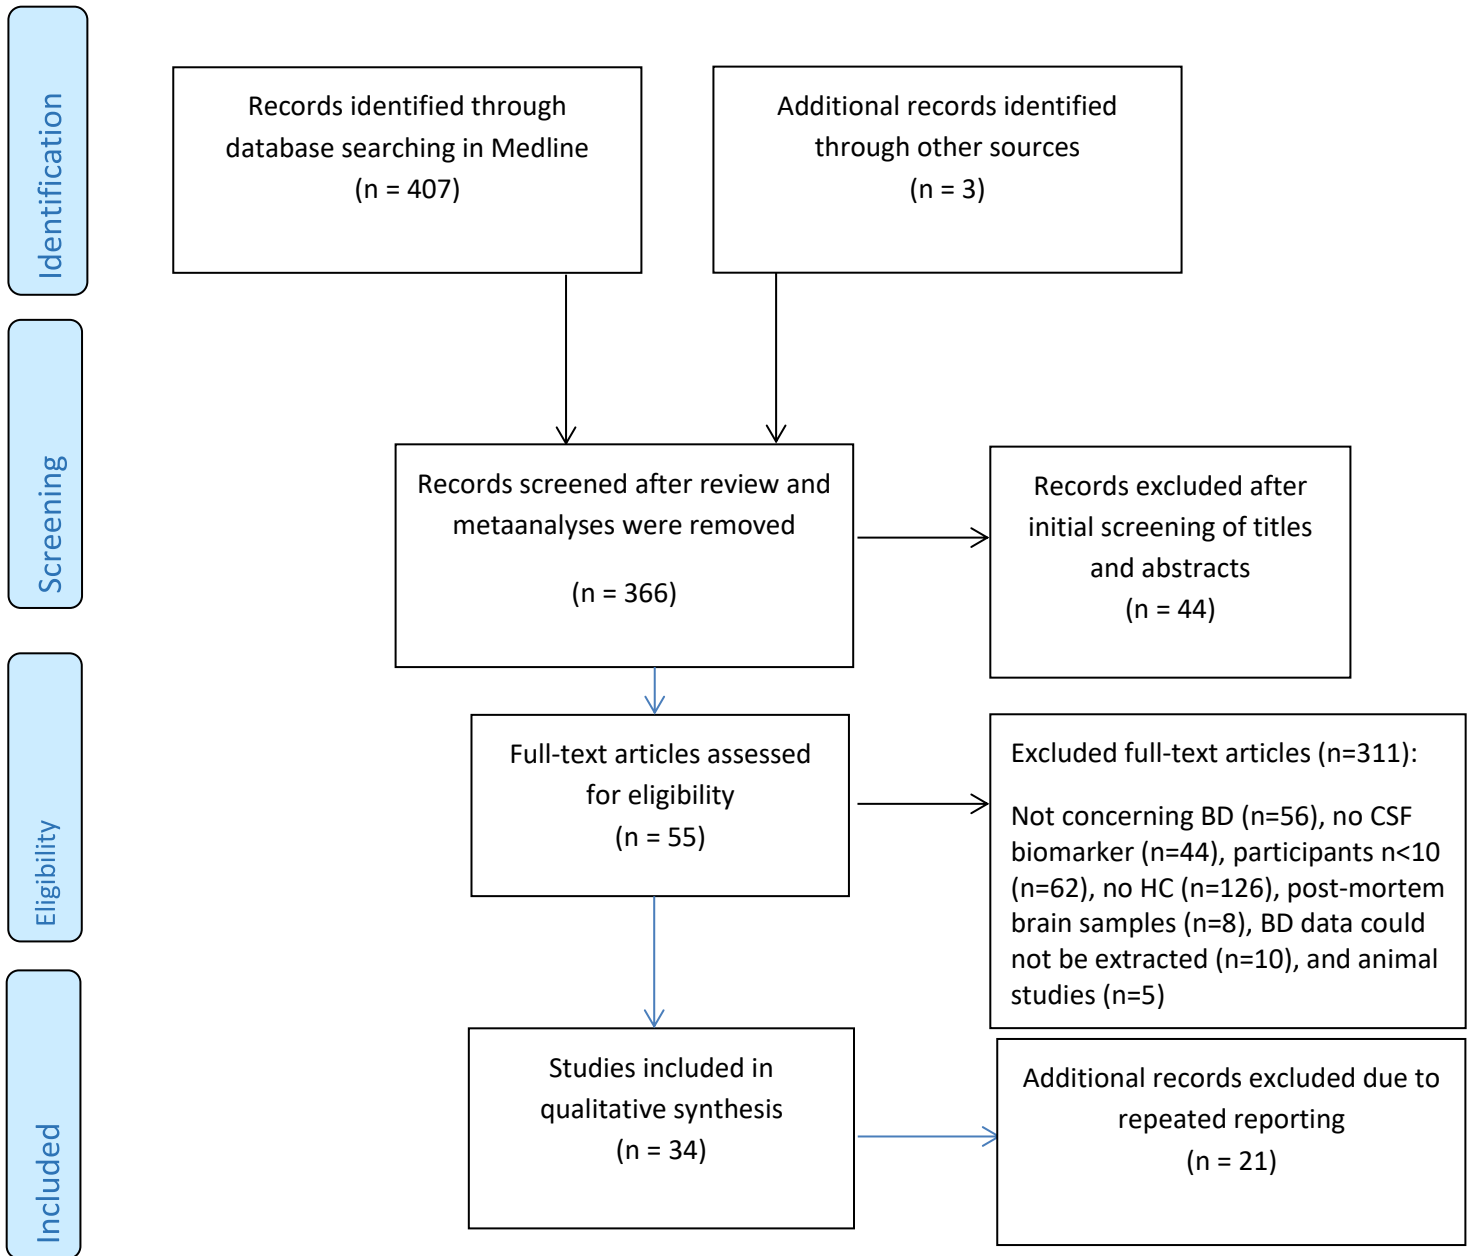 Identification
Records identified through
database searching in Medline
(n = 407)
Additional records identified
through other sources
(n = 3)
Screening
Records screened after review and
metaanalyses were removed
(n = 366)
Records excluded after
initial screening of titles
and abstracts
(n = 44)
Eligibility
Full-text articles assessed
for eligibility
(n = 55)
Excluded full-text articles (n=311):
Not concerning BD (n=56), no CSF
biomarker (n=44), participants n<10
(n=62), no HC (n=126), post-mortem
brain samples (n=8), BD data could
not be extracted (n=10), and animal
studies (n=5)
Included
Studies included in
qualitative synthesis
(n = 34)
Additional records excluded due to
repeated reporting
(n = 21)